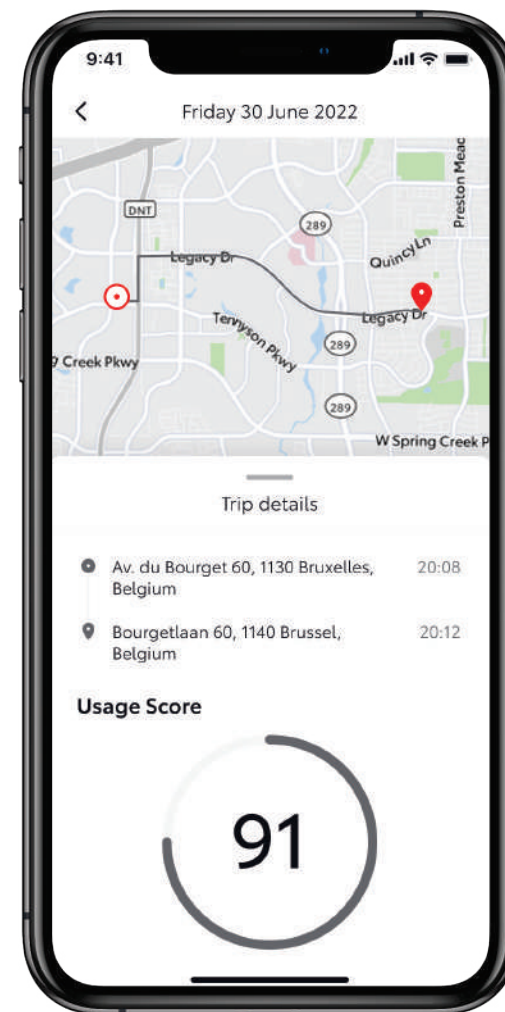 9:41
Friday 30 June 2022
Preston Mead
DNT
289
Quincy Ln
Legacy Dr
Legacy Dr
Tennyson Pkwy
289
Creek Pkwy
289
W Spring Creek P
Trip details
Av. du Bourget 60, 1130 Bruxelles, 20:08
Belgium
Bourgetlaan 60, 1140 Brussel, 20:12
Belgium
Usage Score
91